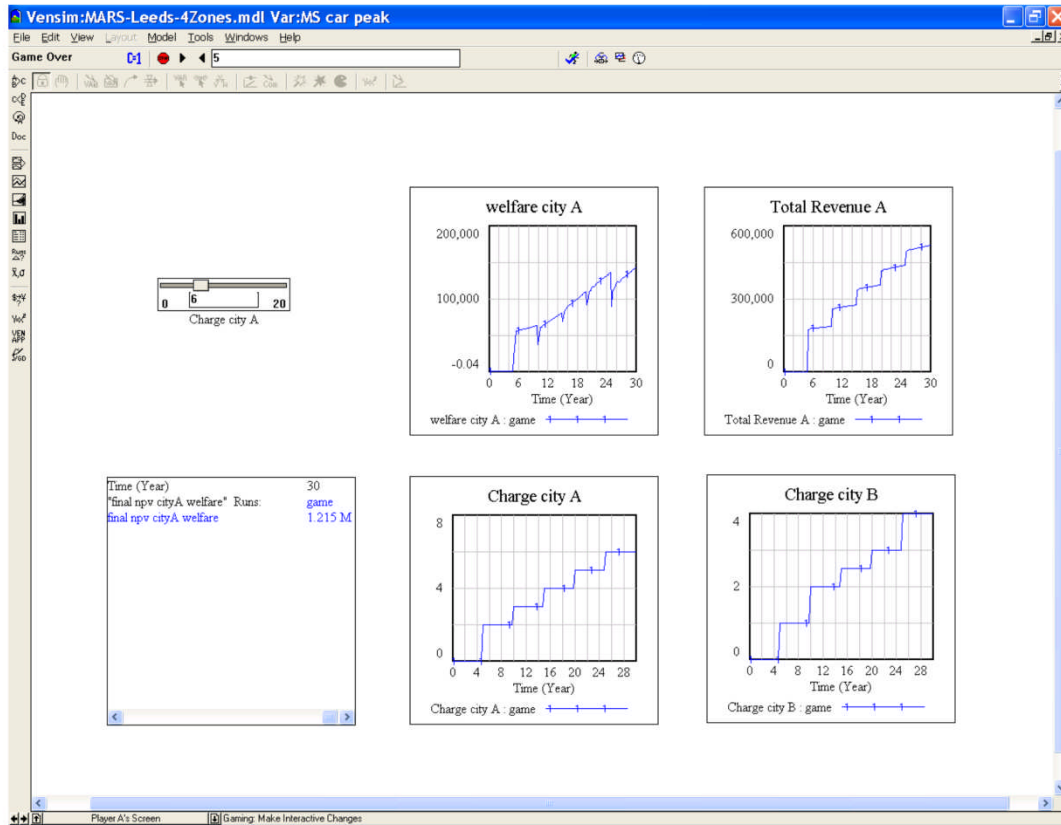 Vensim:MARS-Leeds-4Zones.mdl Var:MS car peak
File Edit View Layout Model Tools Windows Help
Game Over
5
Doc
Player A's Screen
Gaming: Make Interactive Changes
0 6 20
Charge city A
welfare city A
200,000
100,000
-0.04
0 6 12 18 24 30
Time (Year)
welfare city A : game
Total Revenue A
600,000
300,000
0
0 6 12 18 24 30
Time (Year)
Total Revenue A : game
Time (Year) 30
"final npv cityA welfare" Runs: game
final npv cityA welfare 1.215 M
Charge city A
8
4
0
0 4 8 12 16 20 24 28
Time (Year)
Charge city A : game
Charge city B
4
2
0
0 4 8 12 16 20 24 28
Time (Year)
Charge city B : game